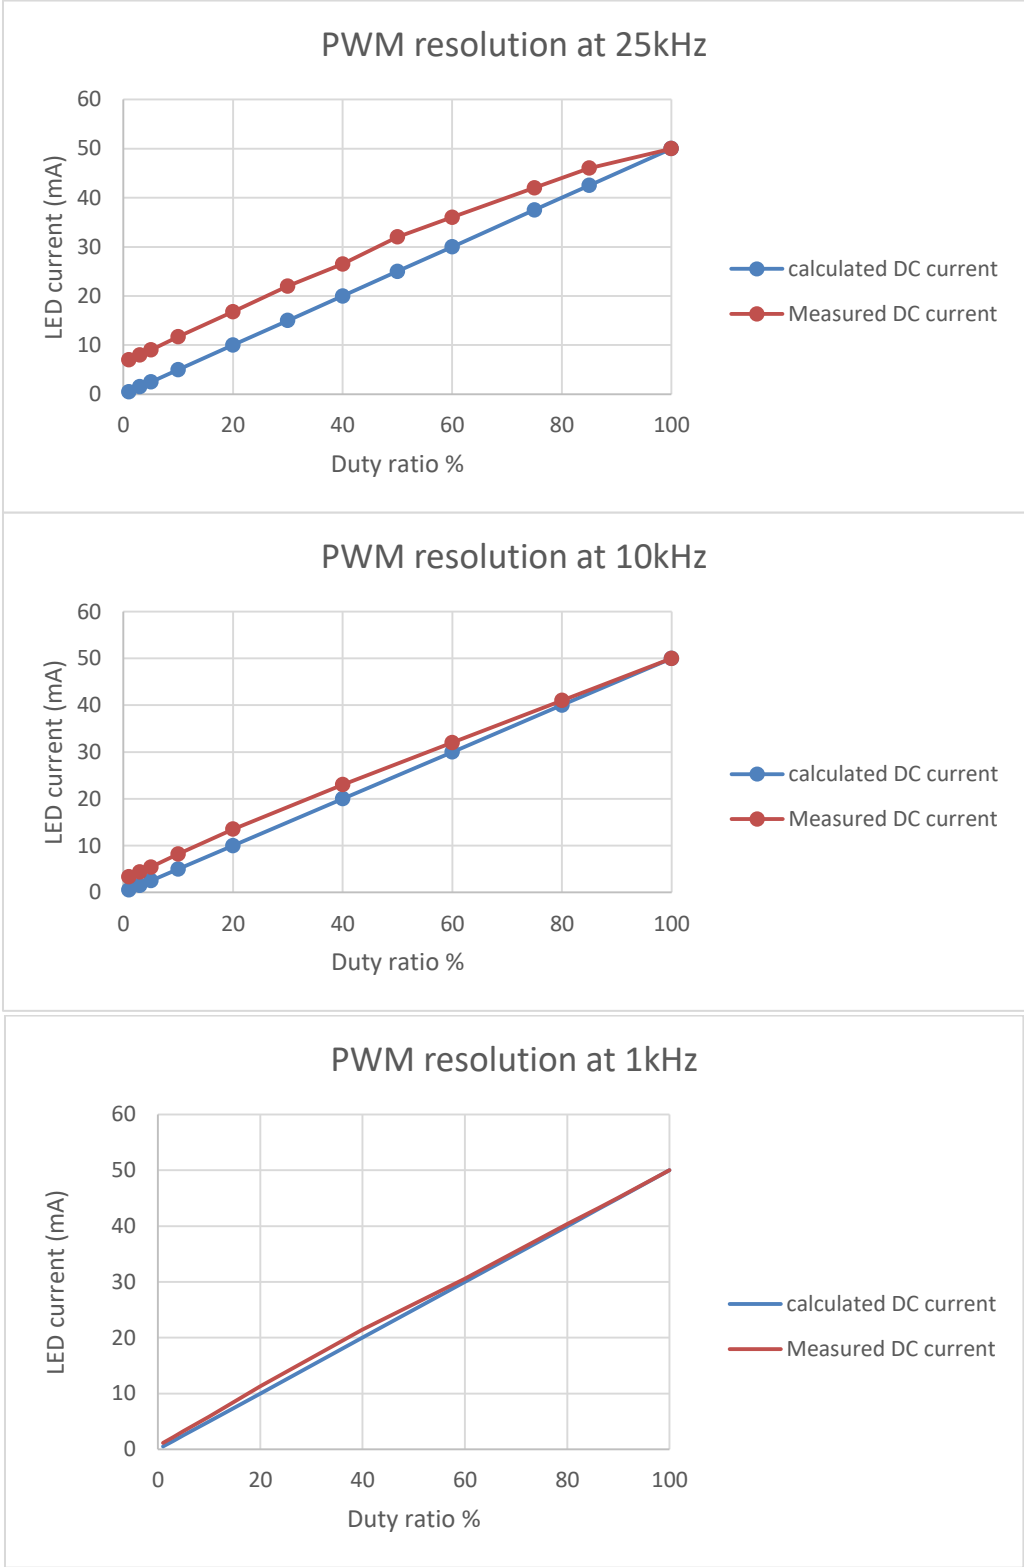 PWM resolution at 25kHz
60
50
40
30
20
10
0
LED current (mA)
0 20 40 60 80 100
Duty ratio %
calculated DC current
Measured DC current
PWM resolution at 10kHz
60
50
40
30
20
10
0
LED current (mA)
0 20 40 60 80 100
Duty ratio %
calculated DC current
Measured DC current
PWM resolution at 1kHz
60
50
40
30
20
10
0
LED current (mA)
0 20 40 60 80 100
Duty ratio %
calculated DC current
Measured DC current